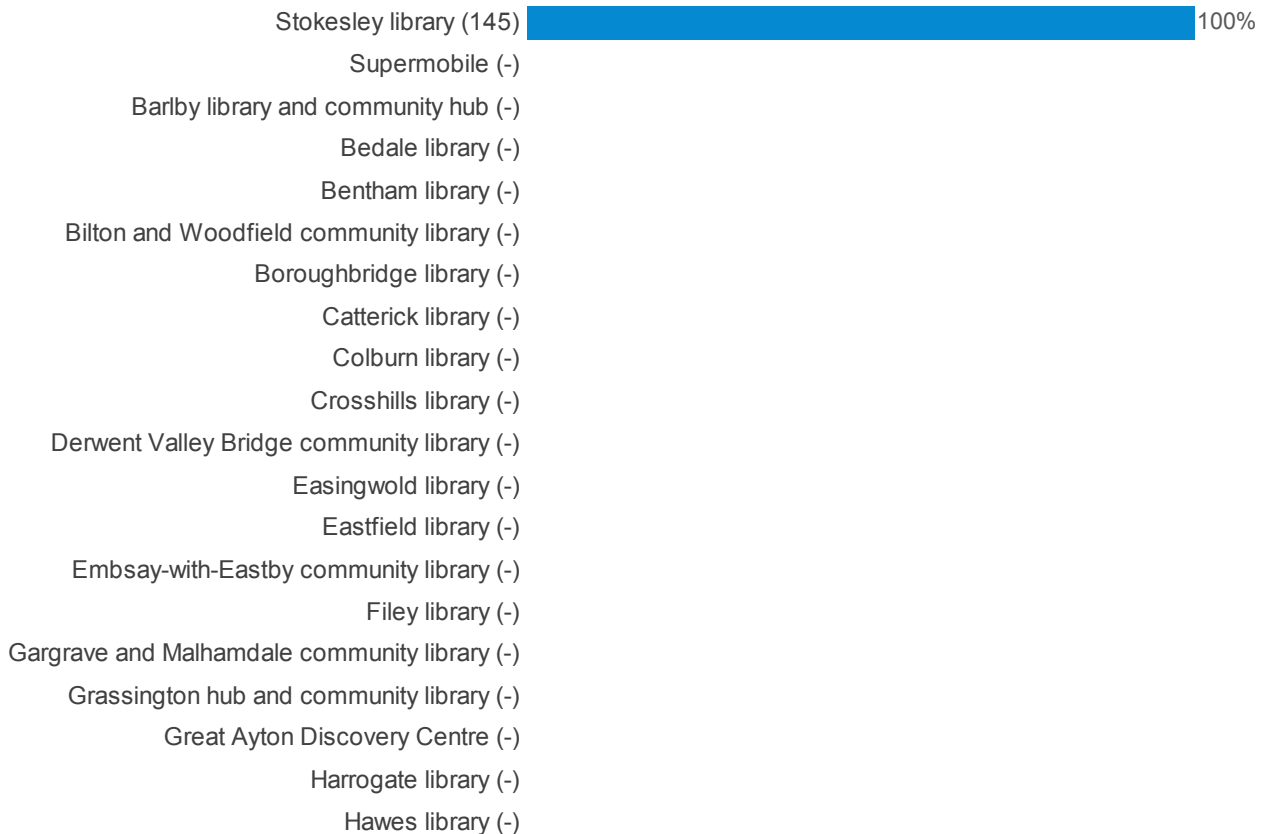 Stokesley library (145) 100%
Supermobile (-)
Barlby library and community hub (-)
Bedale library (-)
Bentham library (-)
Bilton and Woodfield community library (-)
Boroughbridge library (-)
Catterick library (-)
Colburn library (-)
Crosshills library (-)
Derwent Valley Bridge community library (-)
Easingwold library (-)
Eastfield library (-)
Embsay-with-Eastby community library (-)
Filey library (-)
Gargrave and Malhamdale community library (-)
Grassington hub and community library (-)
Great Ayton Discovery Centre (-)
Harrogate library (-)
Hawes library (-)